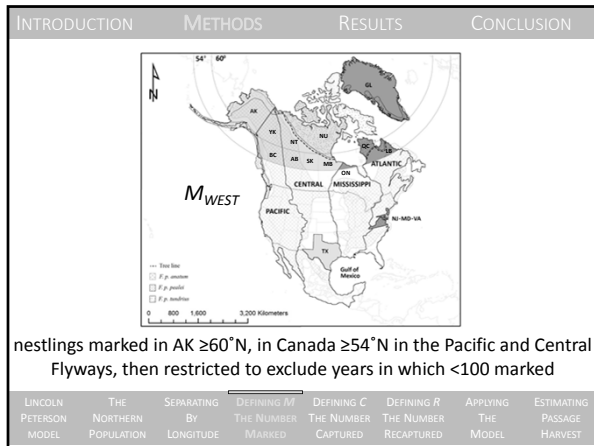 INTRODUCTION METHODS RESULTS CONCLUSION
54° 60°
N
GL
AK
YK
NT
NU
BC
AB
SK
MB
ON
QC
LB
ATLANTIC
CENTRAL
MISSISSIPPI
PACIFIC
NJ-MD-VA
TX
Gulf of
Mexico
M WEST
Tree line
F.p. anatum
F.p. pealei
F.p. tundrius
0 800 1,600 3,200 Kilometers
nestlings marked in AK ≥60˚N, in Canada ≥54˚N in the Pacific and Central
Flyways, then restricted to exclude years in which <100 marked
LINCOLN
PETERSON
MODEL
THE
NORTHERN
POPULATION
SEPARATING
BY
LONGITUDE
DEFINING M
THE NUMBER
MARKED
DEFINING C
THE NUMBER
CAPTURED
DEFINING R
THE NUMBER
RECAPTURED
APPLYING
THE
MODEL
ESTIMATING
PASSAGE
HARVEST